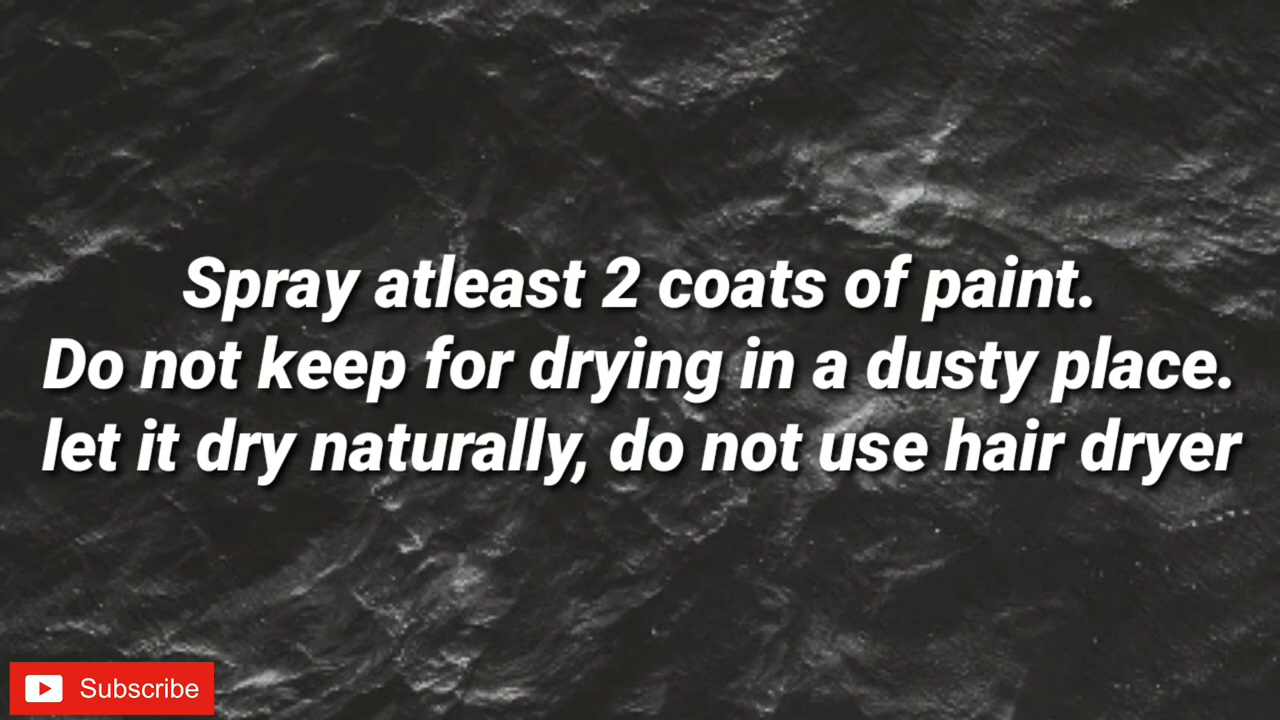 Spray atleast 2 coats of paint.
Do not keep for drying in a dusty place.
let it dry naturally, do not use hair dryer
Subscribe